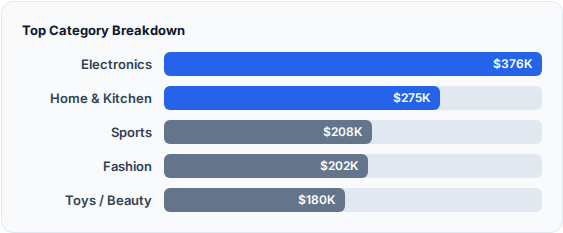 Top Category Breakdown
Electronics $376K
Home & Kitchen $275K
Sports $208K
Fashion $202K
Toys / Beauty $180K